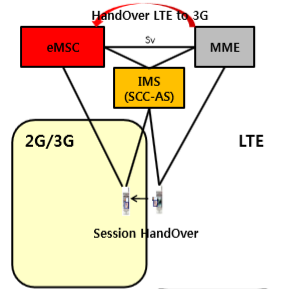 HandOver LTE to 3G
eMSC
Sv
MME
IMS
(SCC-AS)
2G/3G
LTE
Session HandOver